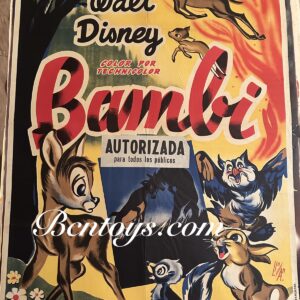 Walt
Disney
COLOR POR
TECHNICOLOR
Bambi
AUTORIZADA
para todos los públicos
Bcntoys.com